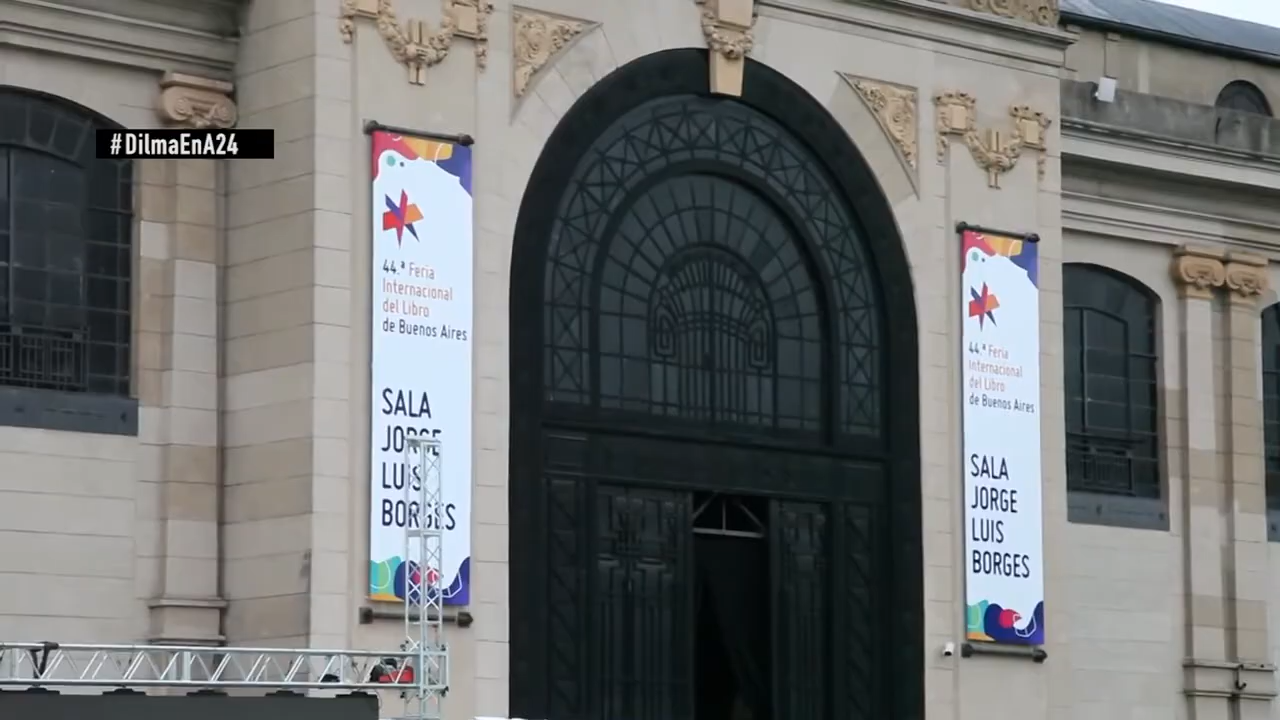 #DilmaEnA24
44.ª Feria
Internacional
del Libro
de Buenos Aires
SALA
JORGE
LUIS
BORGES
44.ª Feria
Internacional
del Libro
de Buenos Aires
SALA
JORGE
LUIS
BORGES